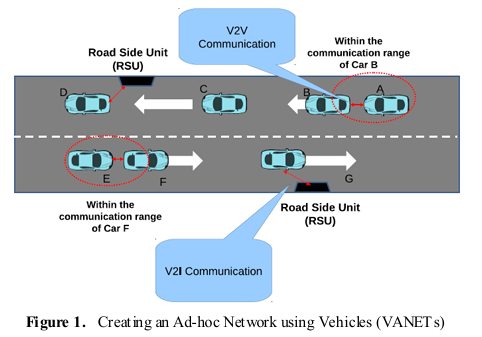 V2V
Communication
Within the
communication range
of Car B
Road Side Unit
(RSU)
D
C
B
A
E
F
G
Within the
communication range
of Car F
Road Side Unit
(RSU)
V2I Communication
Figure 1. Creating an Ad-hoc Network using Vehicles (VANETs)